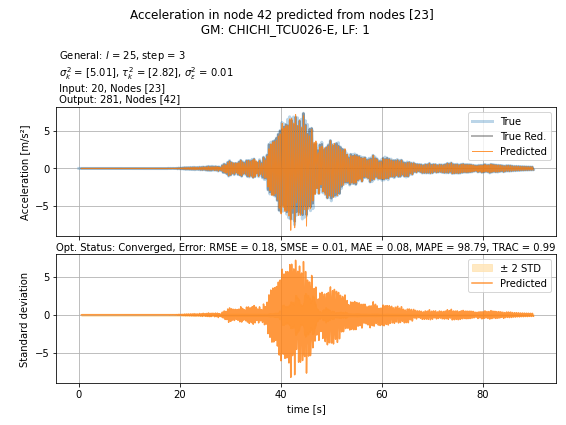 Acceleration in node 42 predicted from nodes [23]
GM: CHICHI_TCU026-E, LF: 1
General: l = 25, step = 3
σ²ₖ = [5.01], τ²ₖ = [2.82], σ²ε = 0.01
Input: 20, Nodes [23]
Output: 281, Nodes [42]
Acceleration [m/s²]
5
0
−5
True
True Red.
Predicted
Opt. Status: Converged, Error: RMSE = 0.18, SMSE = 0.01, MAE = 0.08, MAPE = 98.79, TRAC = 0.99
Standard deviation
5
0
−5
± 2 STD
Predicted
0 20 40 60 80
time [s]